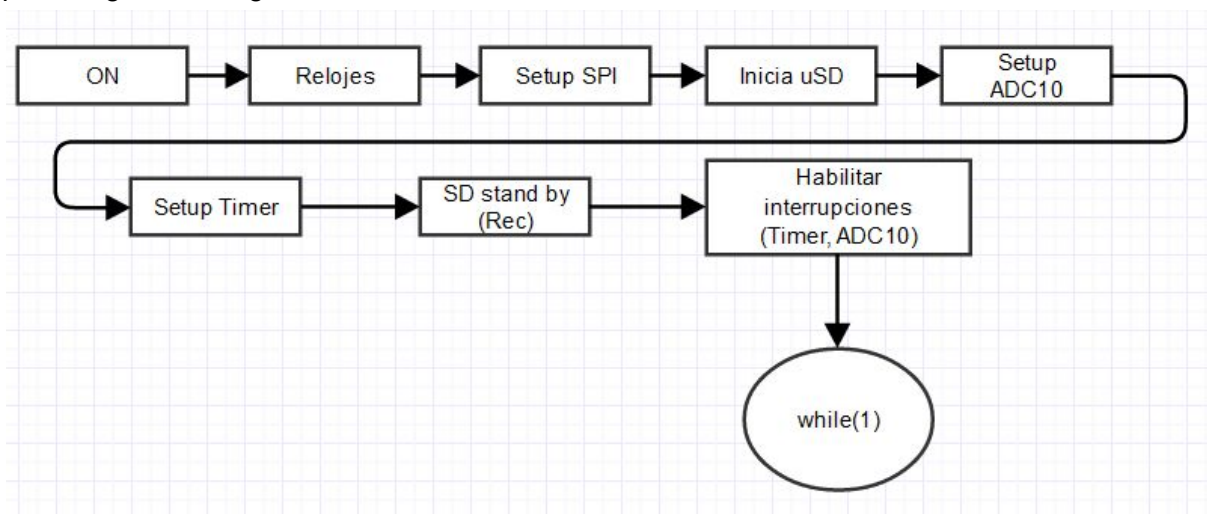 ON
Relojes
Setup SPI
Inicia uSD
Setup
ADC10
Setup Timer
SD stand by
(Rec)
Habilitar
interrupciones
(Timer, ADC10)
while(1)